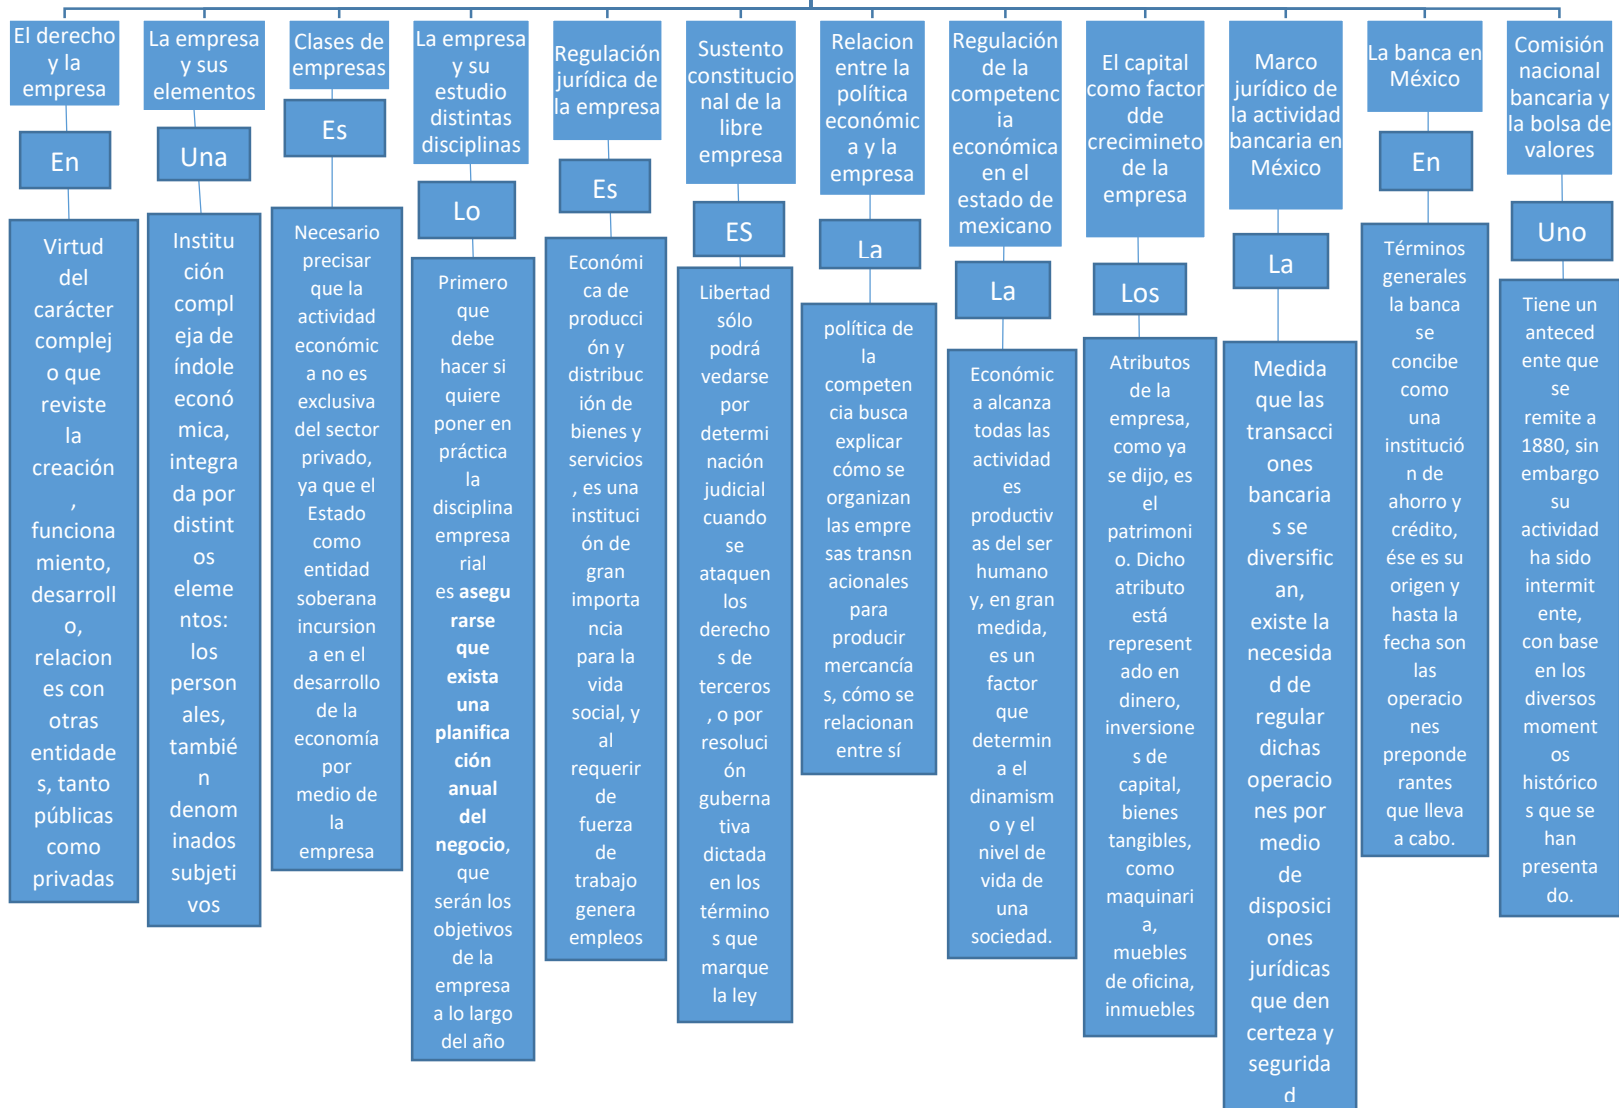 El derecho
y la
empresa
En
Virtud
del
carácter
complej
o que
reviste
la
creación
,
funciona
miento,
desarroll
o,
relacion
es con
otras
entidade
s, tanto
públicas
como
privadas
La empresa
y sus
elementos
Una
Institu
ción
compl
eja de
índole
econó
mica,
integra
da por
distint
os
eleme
ntos:
los
person
ales,
tambié
n
denom
inados
subjeti
vos
Clases de
empresas
Es
Necesario
precisar
que la
actividad
económic
a no es
exclusiva
del sector
privado,
ya que el
Estado
como
entidad
soberana
incursion
a en el
desarrollo
de la
economía
por
medio de
la
empresa
La empresa
y su
estudio
distintas
disciplinas
Lo
Primero
que
debe
hacer si
quiere
poner en
práctica
la
disciplina
empresa
rial
es asegu
rarse
que
exista
una
planifica
ción
anual
del
negocio,
que
serán los
objetivos
de la
empresa
a lo largo
del año
Regulación
jurídica de
la empresa
Es
Económi
ca de
producci
ón y
distribuc
ión de
bienes y
servicios
, es una
instituci
ón de
gran
importa
ncia
para la
vida
social, y
al
requerir
de
fuerza
de
trabajo
genera
empleos
Sustento
constitucio
nal de la
libre
empresa
ES
Libertad
sólo
podrá
vedarse
por
determi
nación
judicial
cuando
se
ataquen
los
derecho
s de
terceros
, o por
resoluci
ón
guberna
tiva
dictada
en los
término
s que
marque
la ley
Relacion
entre la
política
económic
a y la
empresa
La
política de
la
competen
cia busca
explicar
cómo se
organizan
las empre
sas transn
acionales
para
producir
mercancía
s, cómo se
relacionan
entre sí
Regulación
de la
competenc
ia
económica
en el
estado de
mexicano
La
Económic
a alcanza
todas las
actividad
es
productiv
as del ser
humano
y, en gran
medida,
es un
factor
que
determin
a el
dinamism
o y el
nivel de
vida de
una
sociedad.
El capital
como factor
dde
crecimineto
de la
empresa
Los
Atributos
de la
empresa,
como ya
se dijo, es
el
patrimoni
o. Dicho
atributo
está
represent
ado en
dinero,
inversione
s de
capital,
bienes
tangibles,
como
maquinari
a,
muebles
de oficina,
inmuebles
Marco
jurídico de
la actividad
bancaria en
México
La
Medida
que las
transacci
ones
bancaria
s se
diversific
an,
existe la
necesida
d de
regular
dichas
operacio
nes por
medio
de
disposici
ones
jurídicas
que den
certeza y
segurida
d
La banca en
México
En
Términos
generales
la banca
se
concibe
como
una
institució
n de
ahorro y
crédito,
ése es su
origen y
hasta la
fecha son
las
operacio
nes
preponde
rantes
que lleva
a cabo.
Comisión
nacional
bancaria y
la bolsa de
valores
Uno
Tiene un
anteced
ente que
se
remite a
1880, sin
embargo
su
actividad
ha sido
intermit
ente,
con base
en los
diversos
moment
os
histórico
s que se
han
presenta
do.